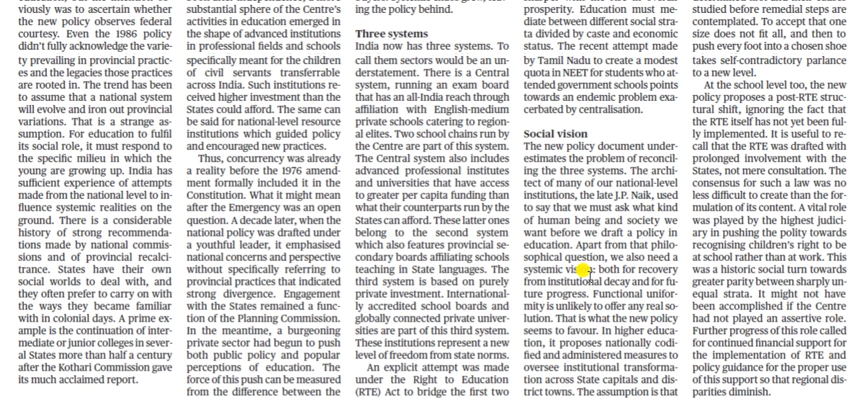 viously was to ascertain whether
the new policy observes federal
courtesy. Even the 1986 policy
didn't fully acknowledge the varie-
ty prevailing in provincial practic-
es and the legacies those practices
are rooted in. The trend has been
to assume that a national system
will evolve and iron out provincial
variations. That is a strange as-
sumption. For education to fulfil
its social role, it must respond to
the specific milieu in which the
young are growing up. India has
sufficient experience of attempts
made from the national level to in-
fluence systemic realities on the
ground. There is a considerable
history of strong recommenda-
tions made by national commis-
sions and of provincial recalci-
trance. States have their own
social worlds to deal with, and
they often prefer to carry on with
the ways they became familiar
with in colonial days. A prime ex-
ample is the continuation of inter-
mediate or junior colleges in sever-
al States more than half a century
after the Kothari Commission gave
its much acclaimed report.
substantial sphere of the Centre's
activities in education emerged in
the shape of advanced institutions
in professional fields and schools
specifically meant for the children
of civil servants transferrable
across India. Such institutions re-
ceived higher investment than the
States could afford. The same can
be said for national-level resource
institutions which guided policy
and encouraged new practices.
Thus, concurrency was already
a reality before the 1976 amend-
ment formally included it in the
Constitution. What it might mean
after the Emergency was an open
question. A decade later, when the
national policy was drafted under
a youthful leader, it emphasised
national concerns and perspective
without specifically referring to
provincial practices that indicated
strong divergence. Engagement
with the States remained a func-
tion of the Planning Commission.
In the meantime, a burgeoning
private sector had begun to push
both public policy and popular
perceptions of education. The
force of this push can be measured
from the difference between the
the policy behind.
Three systems
India now has three systems. To
call them sectors would be an un-
derstatement. There is a Central
system, running an exam board
that has an all-India reach through
affiliation with English-medium
private schools catering to region-
al elites. Two school chains run by
the Centre are part of this system.
The Central system also includes
advanced professional institutes
and universities that have access
to greater per capita funding than
what their counterparts run by the
States can afford. These latter ones
belong to the second system
which also features provincial se-
condary boards affiliating schools
teaching in State languages. The
third system is based on purely
private investment. International-
ly accredited school boards and
globally connected private univer-
sities are part of this third system.
These institutions represent a new
level of freedom from state norms.
An explicit attempt was made
under the Right to Education
(RTE) Act to bridge the first two
prosperity. Education must me-
diate between different social stra-
ta divided by caste and economic
status. The recent attempt made
by Tamil Nadu to create a modest
quota in NEET for students who at-
tended government schools points
towards an endemic problem exa-
cerbated by centralisation.
Social vision
The new policy document under-
estimates the problem of reconcil-
ing the three systems. The archi-
tect of many of our national-level
institutions, the late J.P. Naik, used
to say that we must ask what kind
of human being and society we
want before we draft a policy in
education. Apart from that philo-
sophical question, we also need a
systemic both for recovery
from institutional decay and for fu-
ture progress. Functional unifor-
mity is unlikely to offer any real so-
lution. That is what the new policy
seems to favour. In higher educa-
tion, it proposes nationally codi-
fied and administered measures to
oversee institutional transforma-
tion across State capitals and dis-
trict towns. The assumption is that
studied before remedial steps are
contemplated. To accept that one
size does not fit all, and then to
push every foot into a chosen shoe
takes self-contradictory parlance
to a new level.
At the school level too, the new
policy proposes a post-RTE struc-
tural shift, ignoring the fact that
the RTE itself has not yet been ful-
ly implemented. It is useful to re-
call that the RTE was drafted with
prolonged involvement with the
States, not mere consultation. The
consensus for such a law was no
less difficult to create than the for-
mulation of its content. A vital role
was played by the highest judici-
ary in pushing the polity towards
recognising children's right to be
at school rather than at work. This
was a historic social turn towards
greater parity between sharply un-
equal strata. It might not have
been accomplished if the Centre
had not played an assertive role.
Further progress of this role called
for continued financial support for
the implementation of RTE and
policy guidance for the proper use
of this support so that regional dis-
parities diminish.